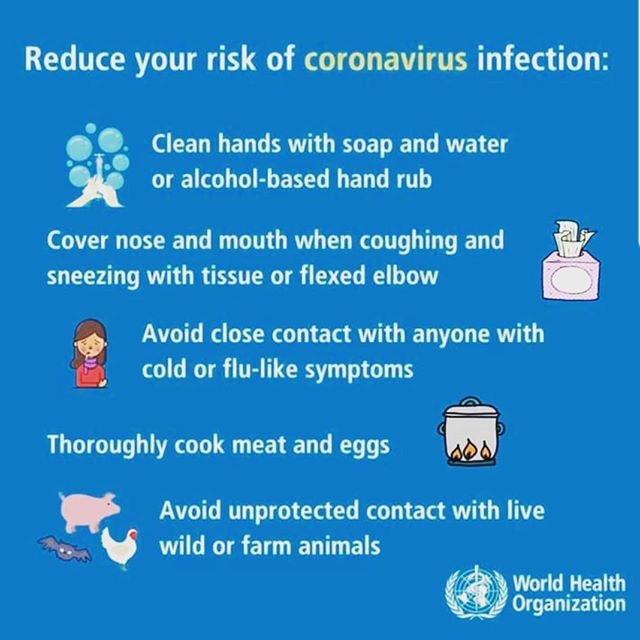 Reduce your risk of coronavirus infection:
Clean hands with soap and water
or alcohol-based hand rub
Cover nose and mouth when coughing and
sneezing with tissue or flexed elbow
Avoid close contact with anyone with
cold or flu-like symptoms
Thoroughly cook meat and eggs
Avoid unprotected contact with live
wild or farm animals
World Health
Organization